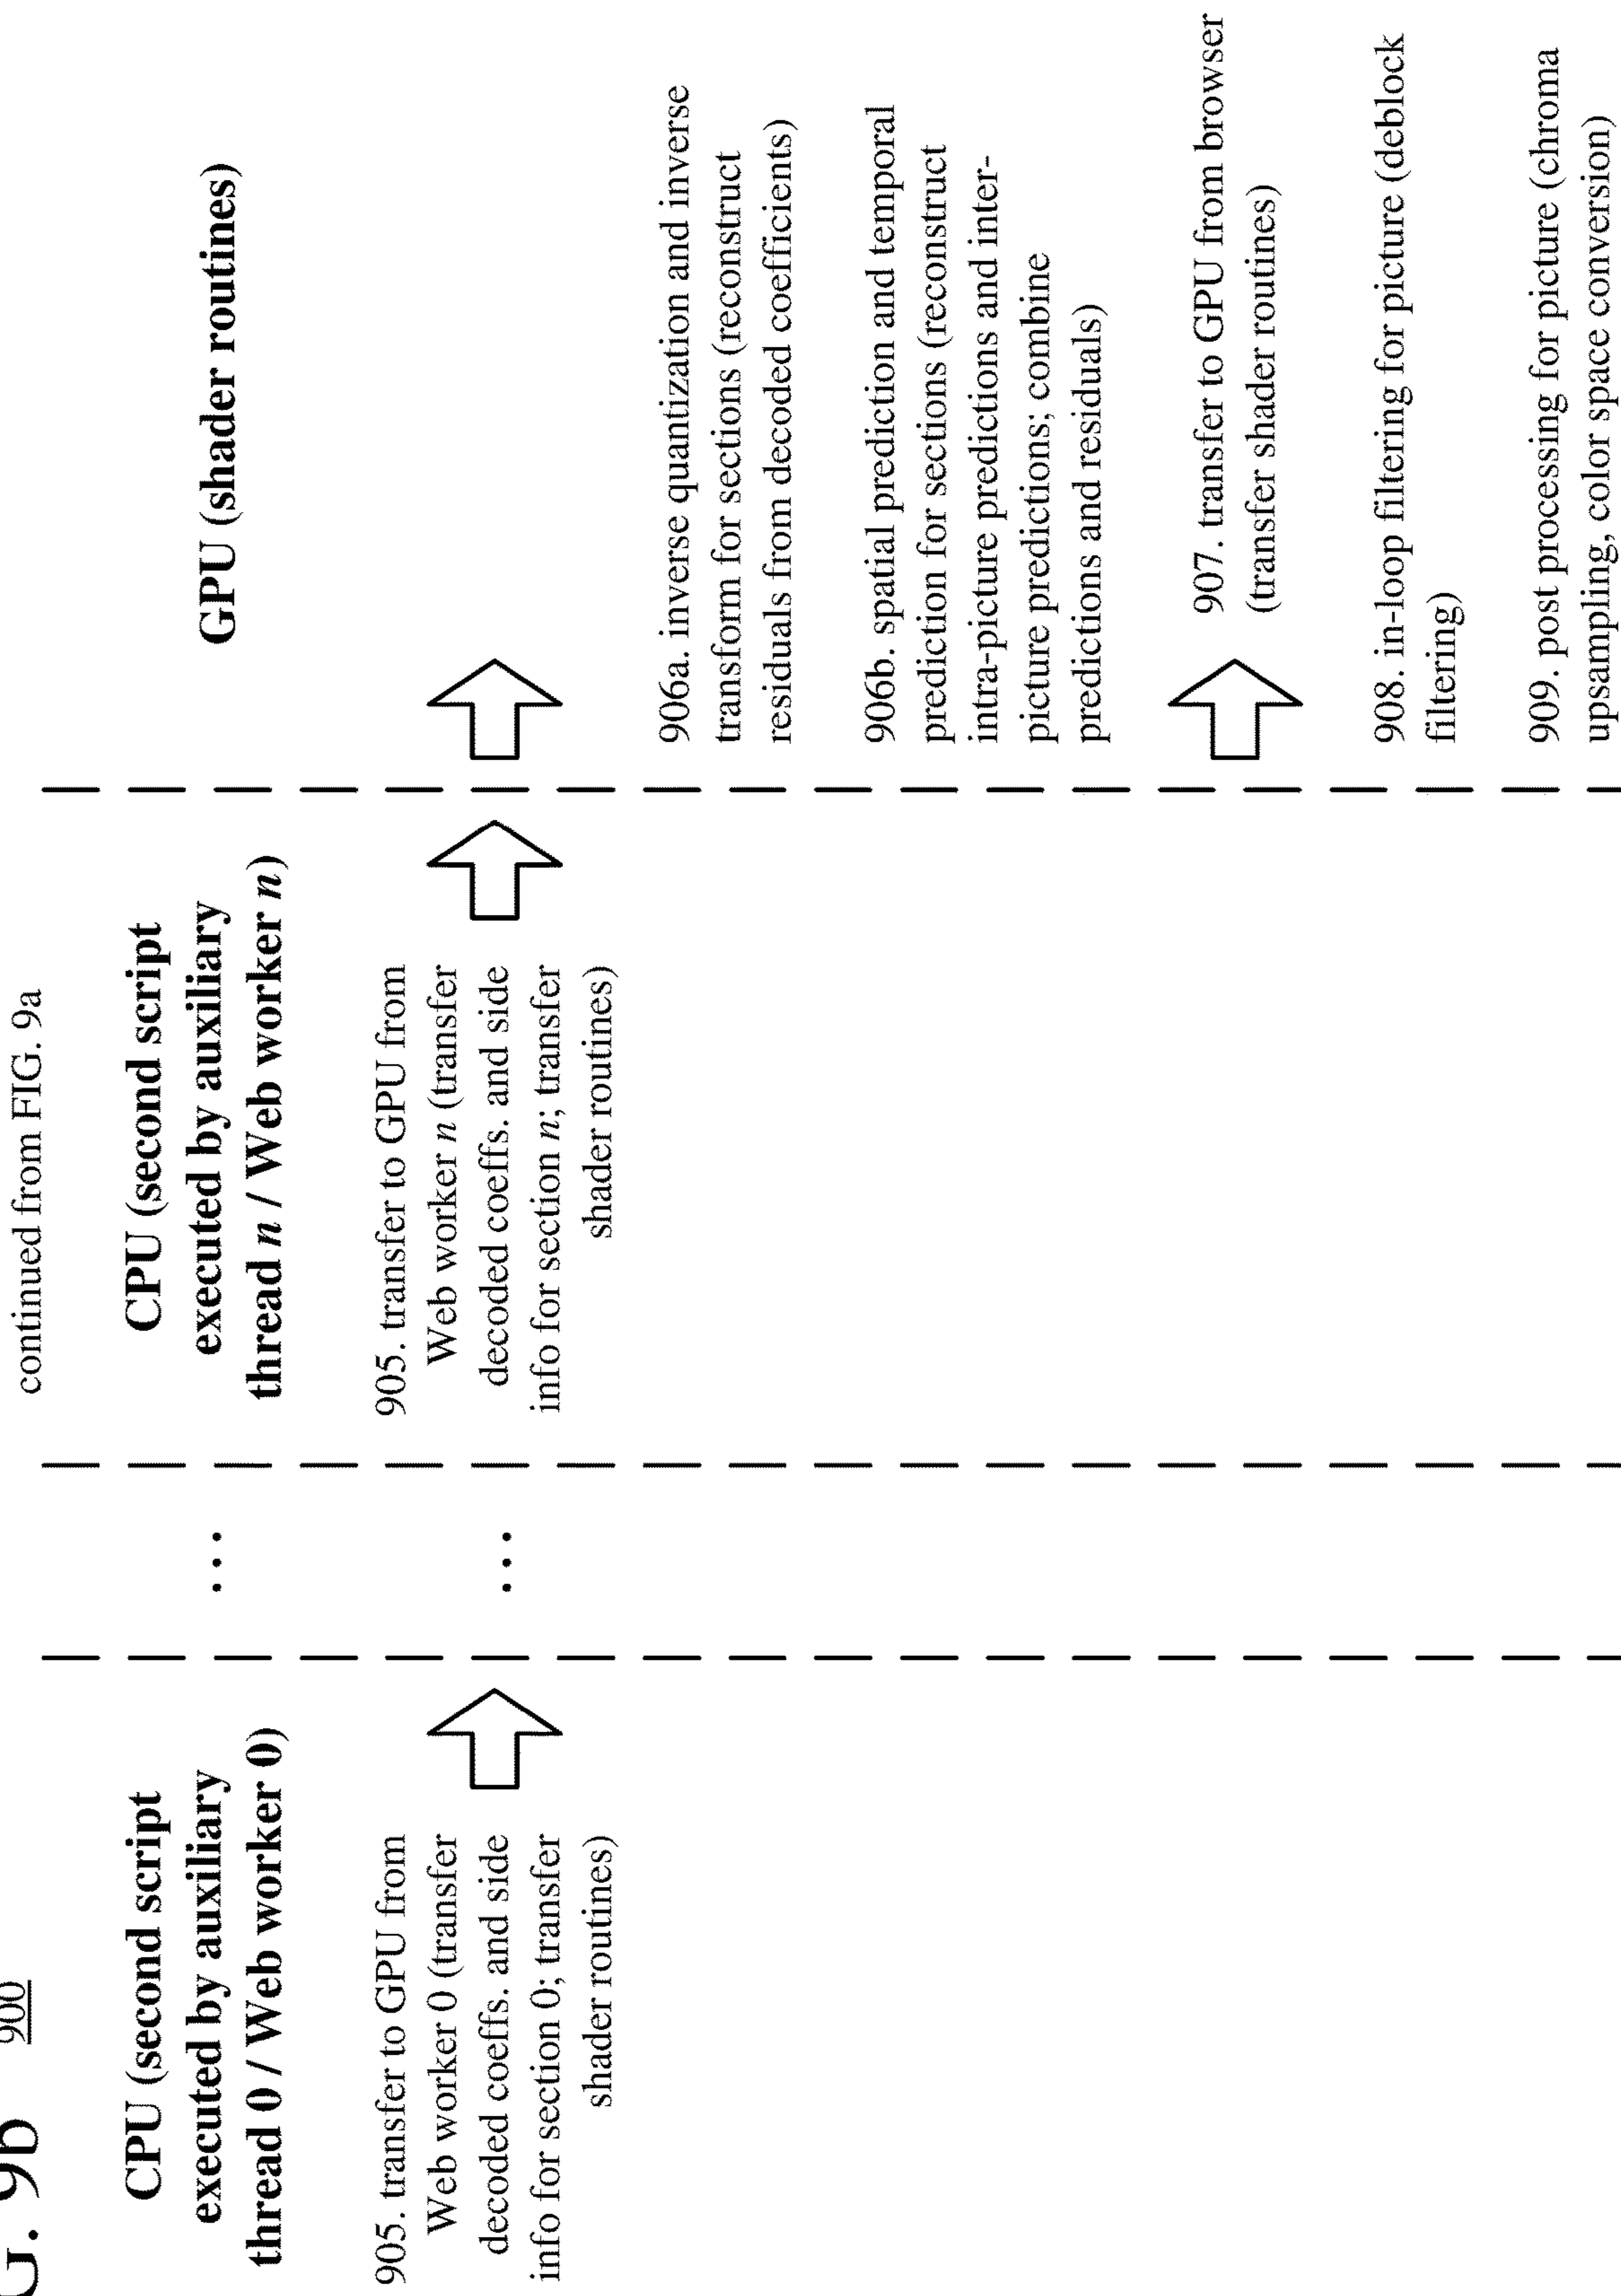 G. 9b 900
continued from FIG. 9a
CPU (second script
executed by auxiliary
thread 0 / Web worker 0)
905. transfer to GPU from
Web worker 0 (transfer
decoded coeffs. and side
info for section 0; transfer
shader routines)
...
...
CPU (second script
executed by auxiliary
thread n / Web worker n)
905. transfer to GPU from
Web worker n (transfer
decoded coeffs. and side
info for section n; transfer
shader routines)
GPU (shader routines)
906a. inverse quantization and inverse
transform for sections (reconstruct
residuals from decoded coefficients)
906b. spatial prediction and temporal
prediction for sections (reconstruct
intra-picture predictions and inter-
picture predictions; combine
predictions and residuals)
907. transfer to GPU from browser
(transfer shader routines)
908. in-loop filtering for picture (deblock
filtering)
909. post processing for picture (chroma
upsampling, color space conversion)